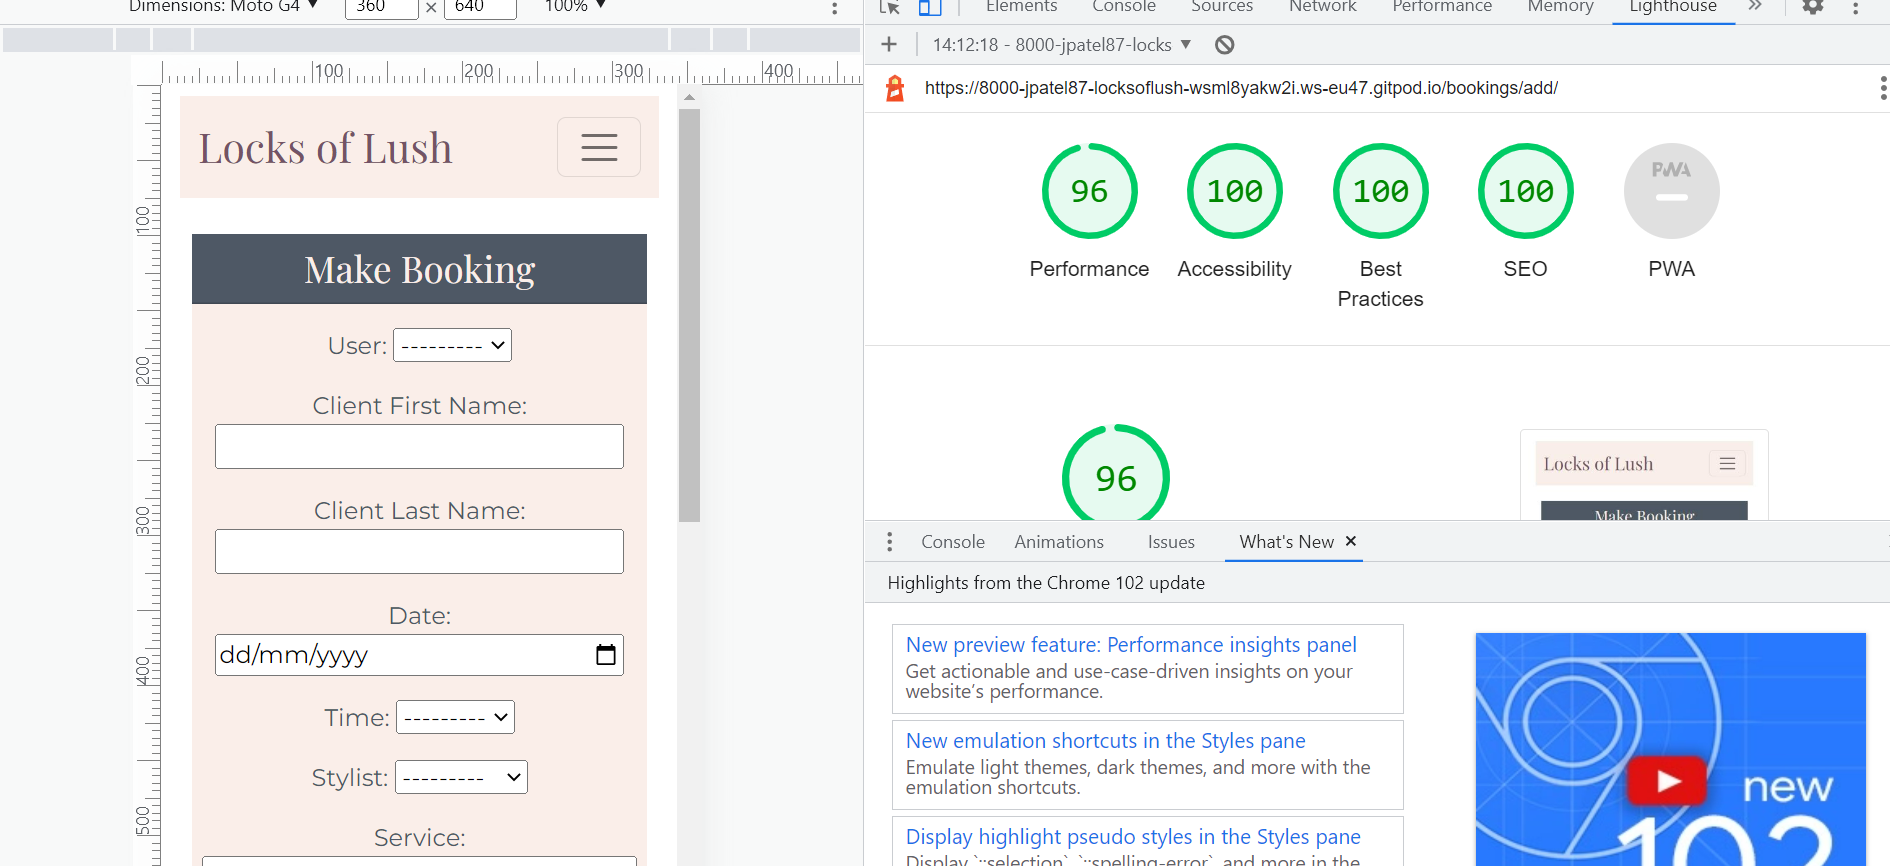 Dimensions: Moto G4 ▼ 360 × 640 100% ▼
100 200 300 400
100
200
300
400
500
Locks of Lush
Make Booking
User: ---------
Client First Name:
Client Last Name:
Date:
dd/mm/yyyy
Time: ---------
Stylist: ---------
Service:
Elements Console Sources Network Performance Memory Lighthouse »
+ 14:12:18 - 8000-jpatel87-locks ▼
https://8000-jpatel87-locksoflush-wsml8yakw2i.ws-eu47.gitpod.io/bookings/add/
96 100 100 100 PWA
Performance Accessibility Best Practices SEO PWA
96
Locks of Lush
Make Booking
Console Animations Issues What's New ×
Highlights from the Chrome 102 update
New preview feature: Performance insights panel
Get actionable and use-case-driven insights on your
website’s performance.
New emulation shortcuts in the Styles pane
Emulate light themes, dark themes, and more with the
emulation shortcuts.
Display highlight pseudo styles in the Styles pane
Display `::selection`, `::spelling-error`, and more in the
new
102